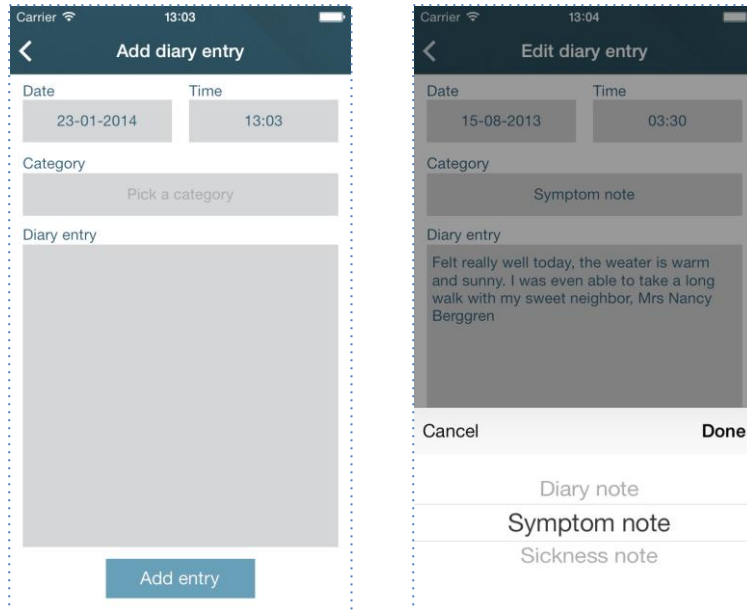 Carrier 13:03
Add diary entry
Date Time
23-01-2014 13:03
Category
Pick a category
Diary entry
Add entry
Carrier 13:04
Edit diary entry
Date Time
15-08-2013 03:30
Category
Symptom note
Diary entry
Felt really well today, the weater is warm
and sunny. I was even able to take a long
walk with my sweet neighbor, Mrs Nancy
Berggren
Cancel Done
Diary note
Symptom note
Sickness note